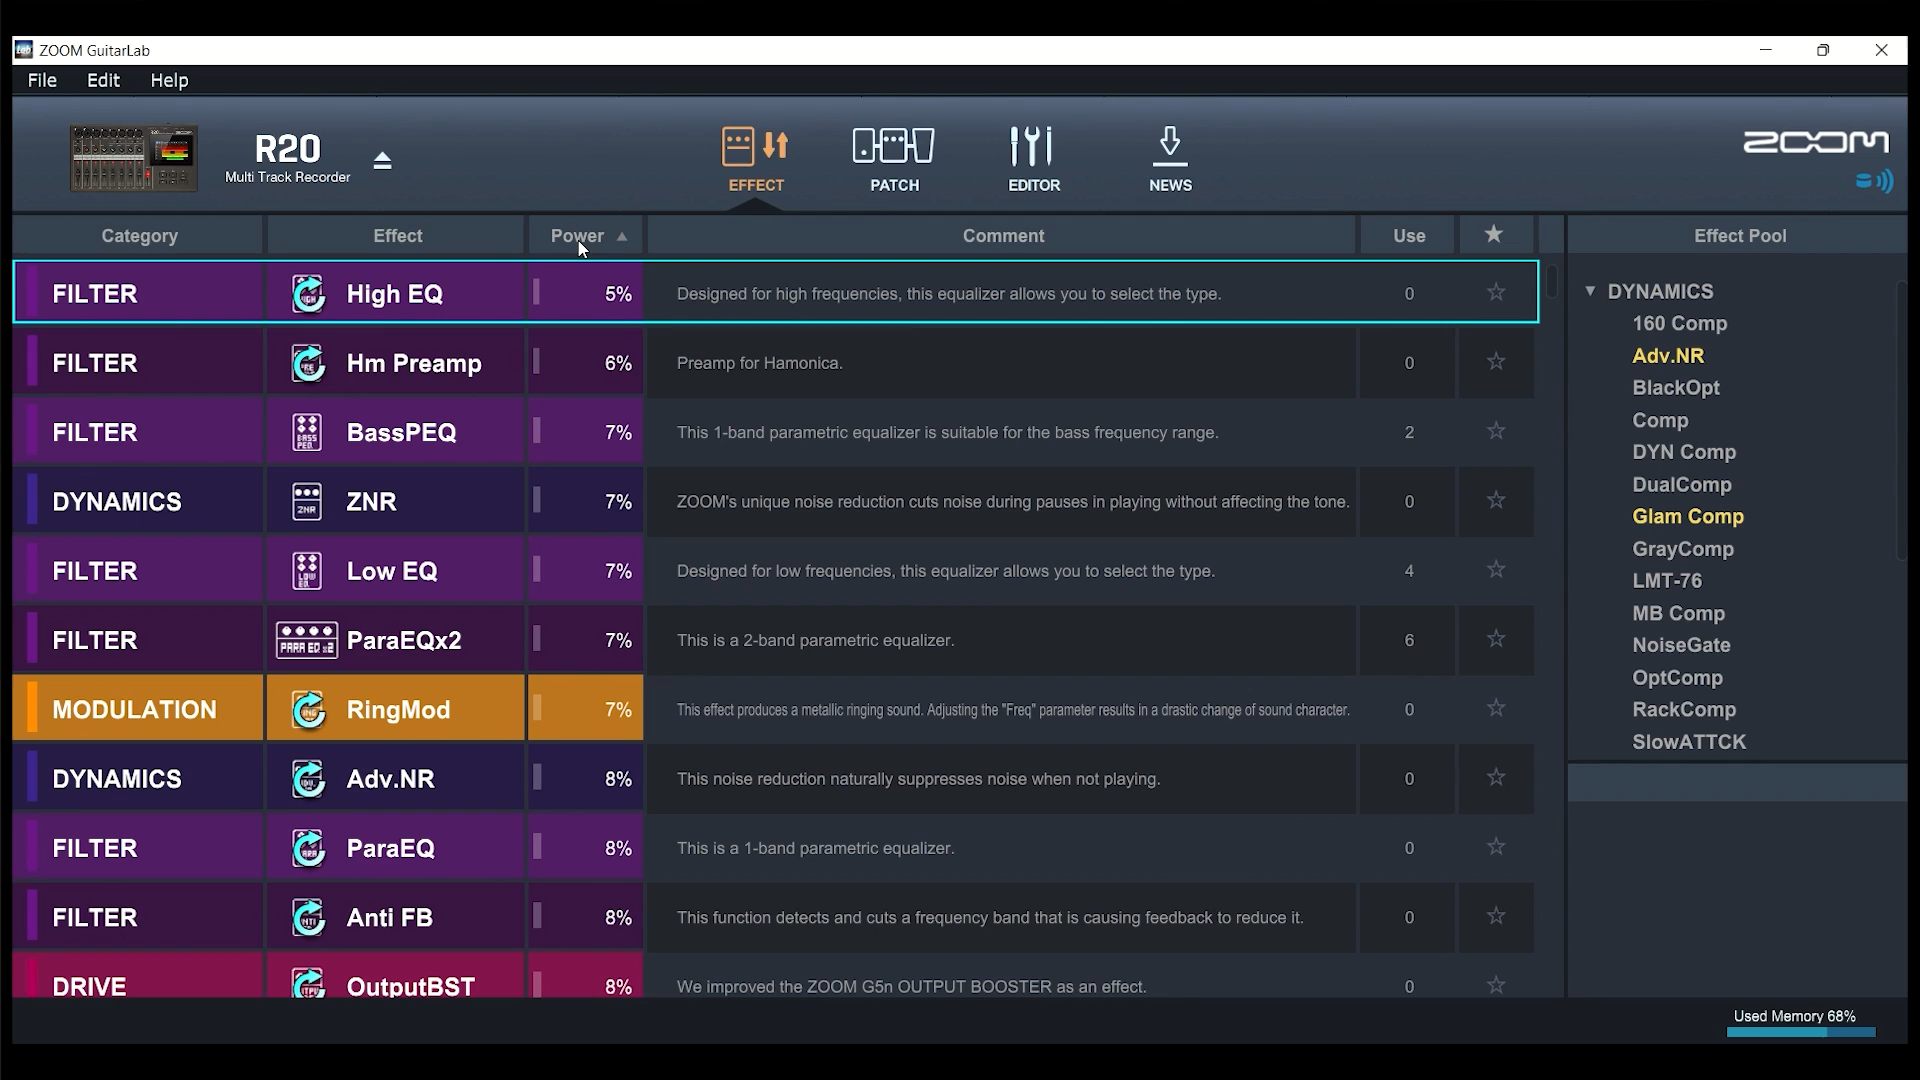 ZOOM GuitarLab
File Edit Help
R20
Multi Track Recorder
EFFECT PATCH EDITOR NEWS
ZOOM
Category Effect Power Comment Use Effect Pool
FILTER High EQ 5% Designed for high frequencies, this equalizer allows you to select the type. 0
FILTER Hm Preamp 6% Preamp for Hamonica. 0
FILTER BassPEQ 7% This 1-band parametric equalizer is suitable for the bass frequency range. 2
DYNAMICS ZNR 7% ZOOM's unique noise reduction cuts noise during pauses in playing without affecting the tone. 0
FILTER Low EQ 7% Designed for low frequencies, this equalizer allows you to select the type. 4
FILTER PARA EQ x2 ParaEQx2 7% This is a 2-band parametric equalizer. 6
MODULATION RingMod 7% This effect produces a metallic ringing sound. Adjusting the "Freq" parameter results in a drastic change of sound character. 0
DYNAMICS Adv.NR 8% This noise reduction naturally suppresses noise when not playing. 0
FILTER ParaEQ 8% This is a 1-band parametric equalizer. 0
FILTER Anti FB 8% This function detects and cuts a frequency band that is causing feedback to reduce it. 0
DRIVE OutputBST 8% We improved the ZOOM G5n OUTPUT BOOSTER as an effect. 0
DYNAMICS
160 Comp
Adv.NR
BlackOpt
Comp
DYN Comp
DualComp
Glam Comp
GrayComp
LMT-76
MB Comp
NoiseGate
OptComp
RackComp
SlowATTCK
Used Memory 68%